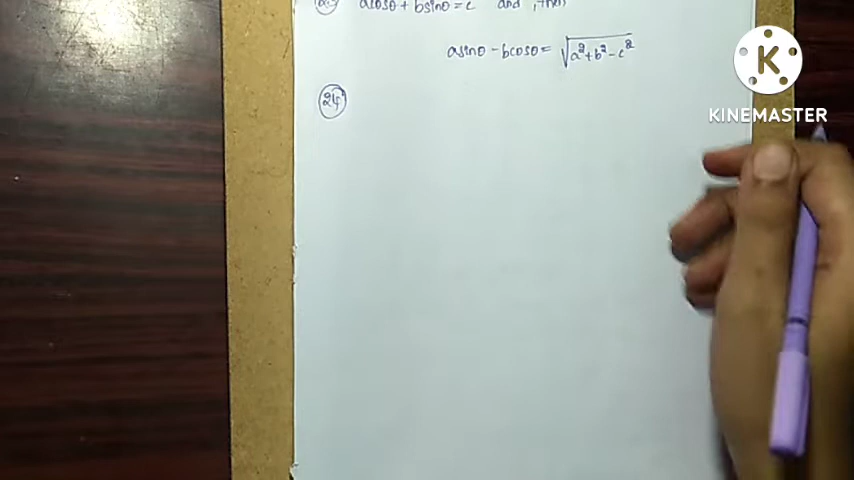 acosθ + bsinθ = c and , then
asinθ - bcosθ = √a²+b²-c²
24
K
KINEMASTER